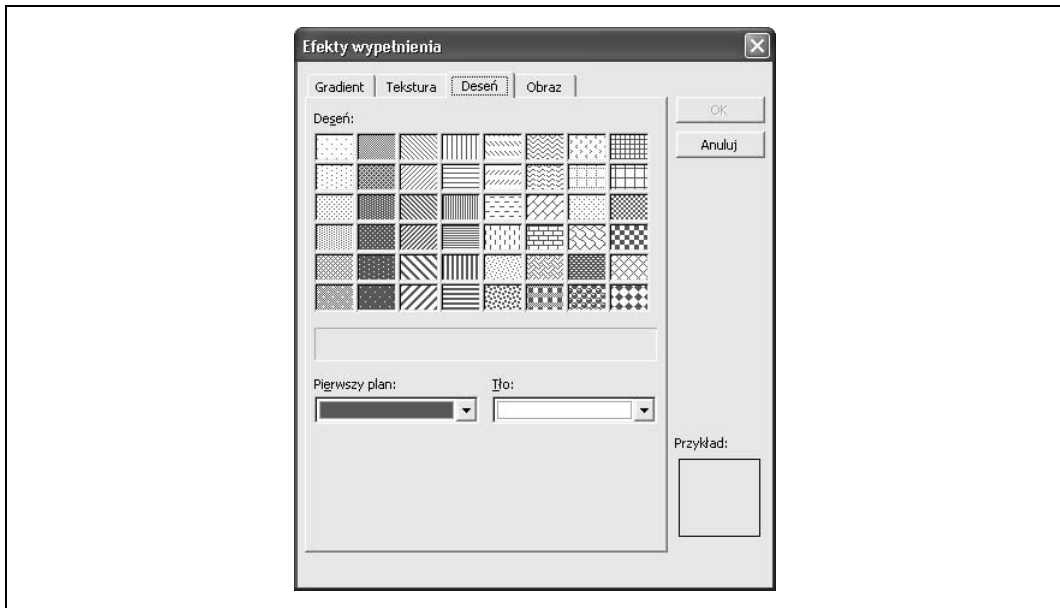 Efekty wypełnienia
Gradient Tekstura Deseń Obraz
Deseń:
OK
Anuluj
Pierwszy plan: Tło:
Przykład: